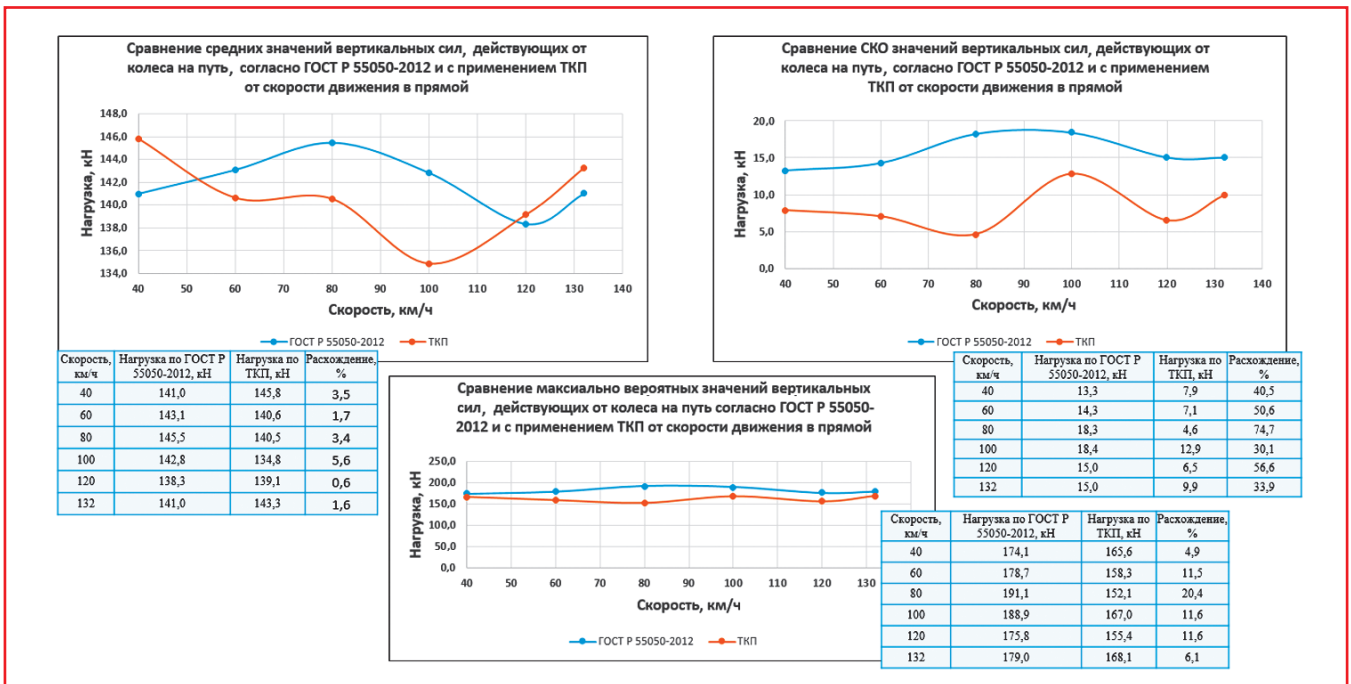 Сравнение средних значений вертикальных сил, действующих от
колеса на путь, согласно ГОСТ Р 55050-2012 и с применением ТКП
от скорости движения в прямой
Нагрузка, кН
148,0
146,0
144,0
142,0
140,0
138,0
136,0
134,0
40 50 60 70 80 90 100 110 120 130 140
Скорость, км/ч
ГОСТ Р 55050-2012 ТКП
Скорость, км/ч Нагрузка по ГОСТ Р 55050-2012, кН Нагрузка по ТКП, кН Расхождение, %
40 141,0 145,8 3,5
60 143,1 140,6 1,7
80 145,5 140,5 3,4
100 142,8 134,8 5,6
120 138,3 139,1 0,6
132 141,0 143,3 1,6
Сравнение СКО значений вертикальных сил, действующих от
колеса на путь, согласно ГОСТ Р 55050-2012 и с применением
ТКП от скорости движения в прямой
Нагрузка, кН
20,0
15,0
10,0
5,0
0,0
40 50 60 70 80 90 100 110 120 130 140
Скорость, км/ч
ГОСТ Р 55050-2012 ТКП
Скорость, км/ч Нагрузка по ГОСТ Р 55050-2012, кН Нагрузка по ТКП, кН Расхождение, %
40 13,3 7,9 40,5
60 14,3 7,1 50,6
80 18,3 4,6 74,7
100 18,4 12,9 30,1
120 15,0 6,5 56,6
132 15,0 9,9 33,9
Сравнение максиально вероятных значений вертикальных
сил, действующих от колеса на путь согласно ГОСТ Р 55050-
2012 и с применением ТКП от скорости движения в прямой
Нагрузка, кН
250,0
200,0
150,0
100,0
50,0
0,0
40 50 60 70 80 90 100 110 120 130
Скорость, км/ч
ГОСТ Р 55050-2012 ТКП
Скорость, км/ч Нагрузка по ГОСТ Р 55050-2012, кН Нагрузка по ТКП, кН Расхождение, %
40 174,1 165,6 4,9
60 178,7 158,3 11,5
80 191,1 152,1 20,4
100 188,9 167,0 11,6
120 175,8 155,4 11,6
132 179,0 168,1 6,1